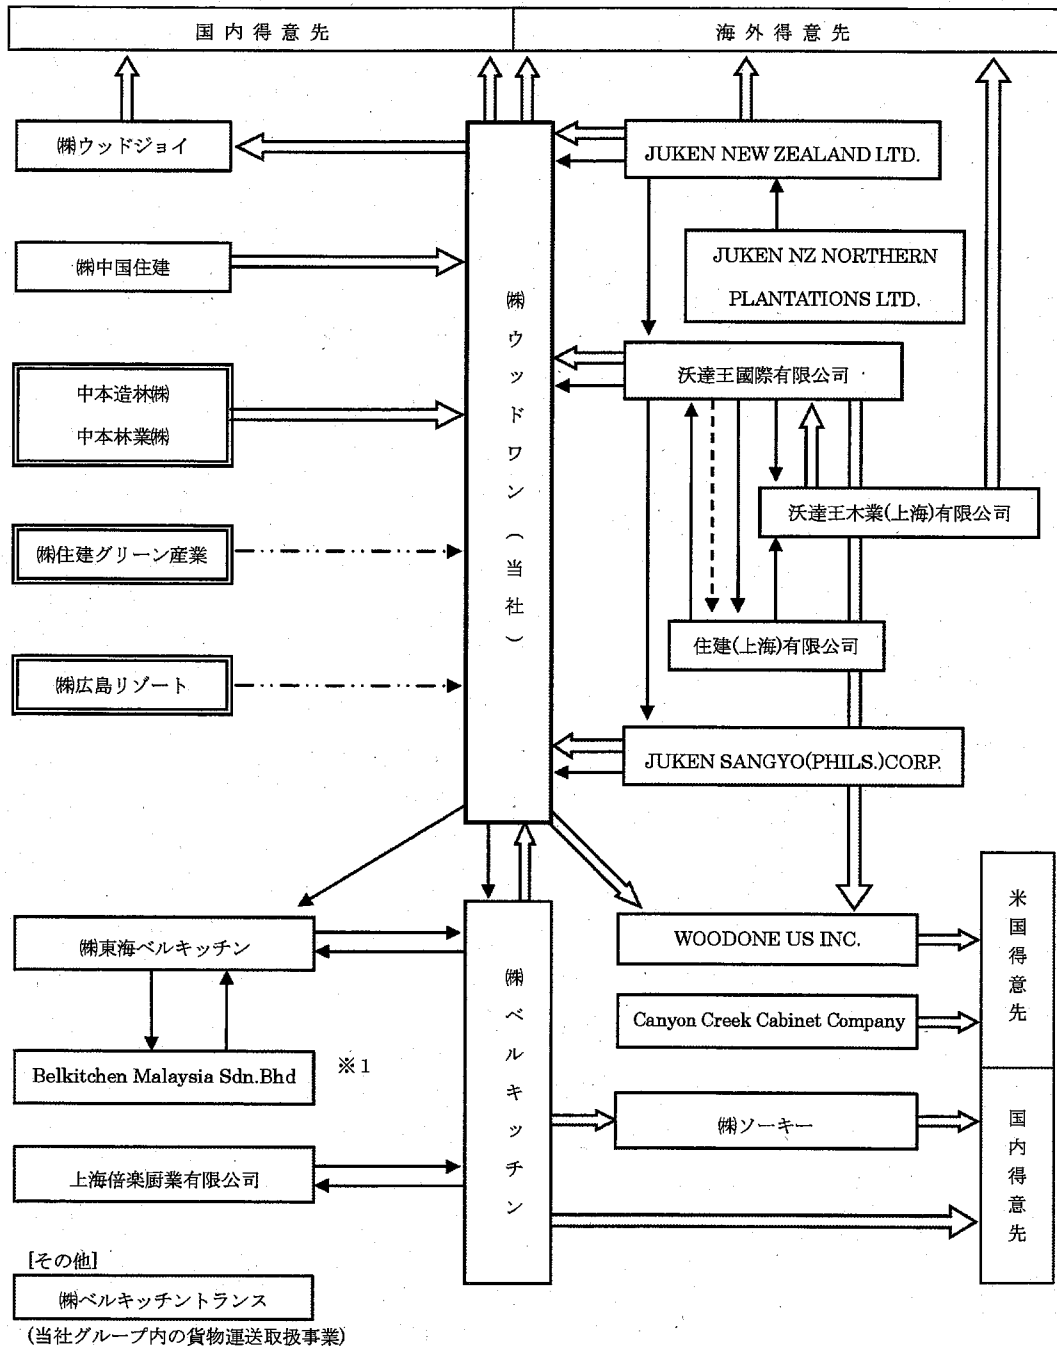 国内得意先
海外得意先
㈱ウッドジョイ
JUKEN NEW ZEALAND LTD.
㈱中国住建
JUKEN NZ NORTHERN
PLANTATIONS LTD.
㈱ウッドワン(当社)
沃達王國際有限公司
中本造林㈱
中本林業㈱
沃達王木業(上海)有限公司
㈱住建グリーン産業
住建(上海)有限公司
㈱広島リゾート
JUKEN SANGYO(PHILS.)CORP.
米国得意先
㈱東海ベルキッチン
㈱ベルキッチン
WOODONE US INC.
Canyon Creek Cabinet Company
Belkitchen Malaysia Sdn.Bhd
※1
㈱ソーキー
国内得意先
上海倍楽厨業有限公司
[その他]
㈱ベルキッチントランス
(当社グループ内の貨物運送取扱事業)